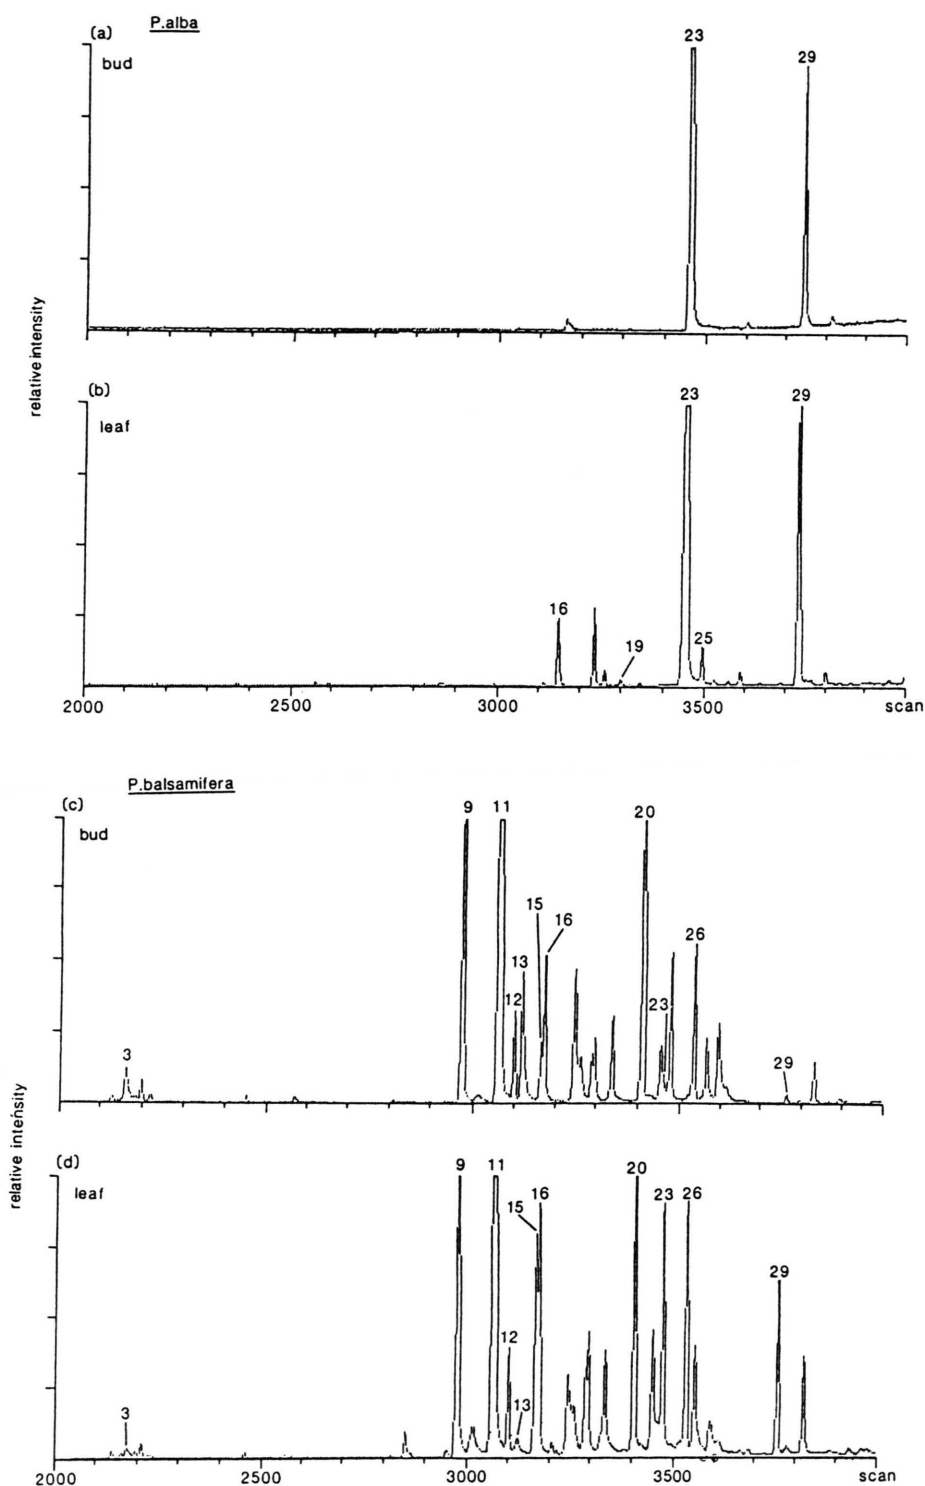 (a) P.alba
bud
23
29
(b)
leaf
23
29
16
19
25
2000 2500 3000 3500 scan
relative intensity
P.balsamifera
(c)
bud
9 11 20
15
16
26
13
12
23
3
29
(d)
leaf
9 11 20
15 16 23 26
29
12
13
3
2000 2500 3000 3500 scan
relative intensity